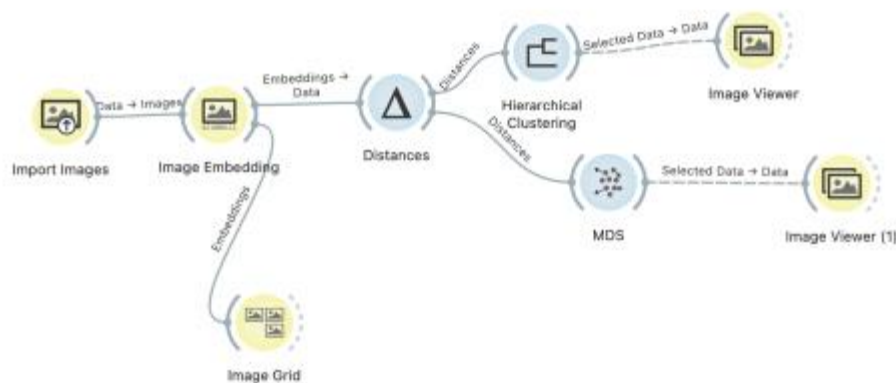 Selected Data → Data
Image Viewer
Distances
Hierarchical
Clustering
Embeddings →
Data
Data → Images
Import Images
Image Embedding
Distances
Distances
Selected Data → Data
MDS
Image Viewer (1)
Embeddings
Image Grid